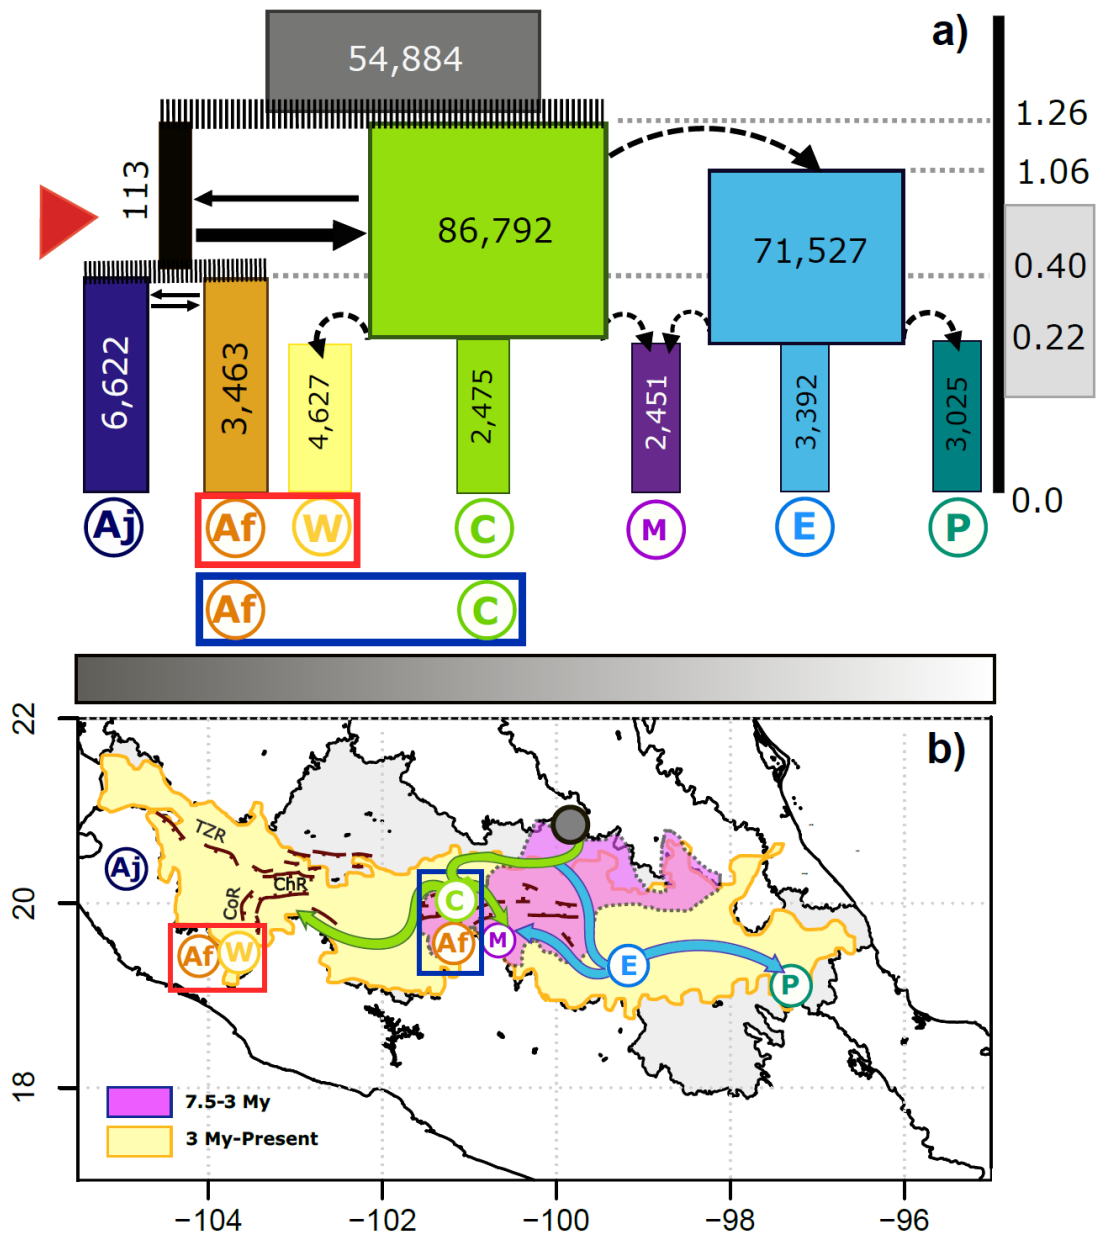 54,884
a)
1.26
113
1.06
86,792
71,527
0.40
0.22
6,622
3,463
4,627
2,475
2,451
3,392
3,025
0.0
Aj
Af
W
C
M
E
P
Af
C
22
b)
TZR
Aj
ChR
CoR
20
C
Af
W
Af
M
E
P
18
7.5-3 My
3 My-Present
−104
−102
−100
−98
−96